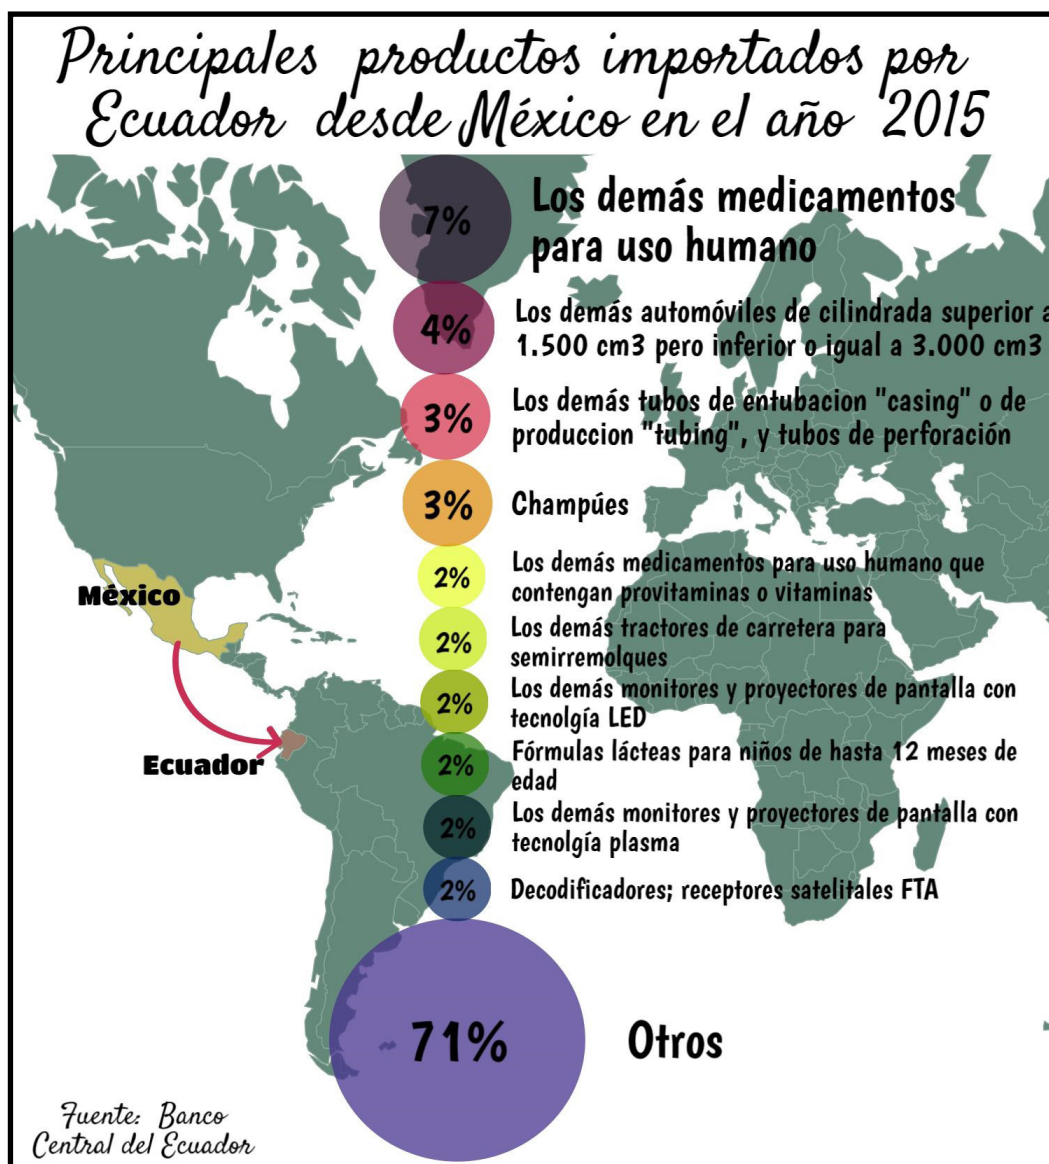 Principales productos importados por
Ecuador desde México en el año 2015
7%
Los demás medicamentos
para uso humano
4%
Los demás automóviles de cilindrada superior a
1.500 cm3 pero inferior o igual a 3.000 cm3
3%
Los demás tubos de entubacion "casing" o de
produccion "tubing", y tubos de perforación
3%
Champúes
2%
Los demás medicamentos para uso humano que
contengan provitaminas o vitaminas
México
2%
Los demás tractores de carretera para
semirremolques
2%
Los demás monitores y proyectores de pantalla con
tecnolgía LED
Ecuador
2%
Fórmulas lácteas para niños de hasta 12 meses de
edad
2%
Los demás monitores y proyectores de pantalla con
tecnolgía plasma
2%
Decodificadores; receptores satelitales FTA
71%
Otros
Fuente: Banco
Central del Ecuador